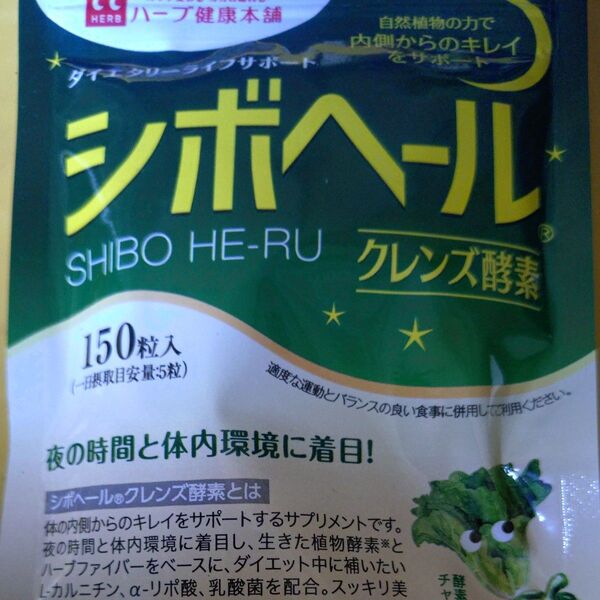 HERB
ハーブ健康本舗
自然植物の力で
内側からのキレイ
をサポート
ダイエタリーライフサポート
シボヘール®
SHIBO HE-RU
クレンズ酵素
150粒入
(一日摂取目安量:5粒)
適度な運動とバランスの良い食事に併用してご利用ください。
夜の時間と体内環境に着目!
シボヘール®クレンズ酵素とは
体の内側からのキレイをサポートするサプリメントです。
夜の時間と体内環境に着目し、生きた植物酵素※と
ハーブファイバーをベースに、ダイエット中に補いたい
L-カルニチン、α-リポ酸、乳酸菌を配合。スッキリ美
酵素
チャ